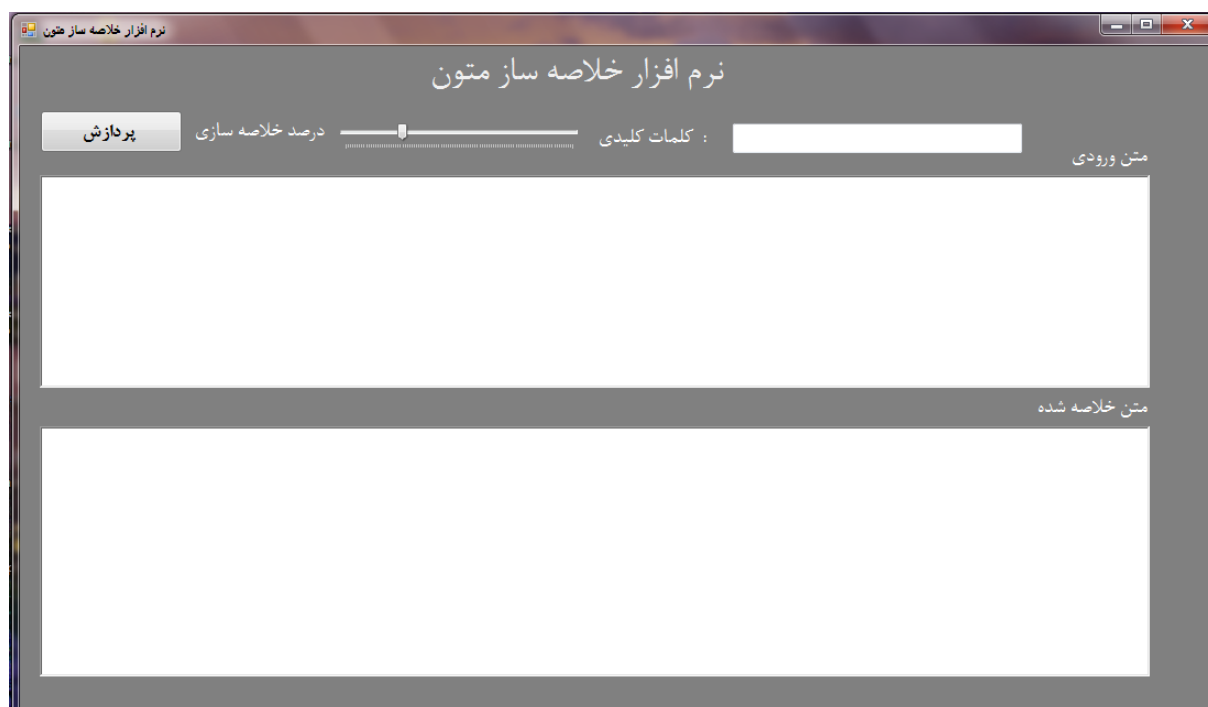 نرم افزار خلاصه ساز متون
نرم افزار خلاصه ساز متون
کلمات کلیدی :
درصد خلاصه سازی
پردازش
متن ورودی
متن خلاصه شده